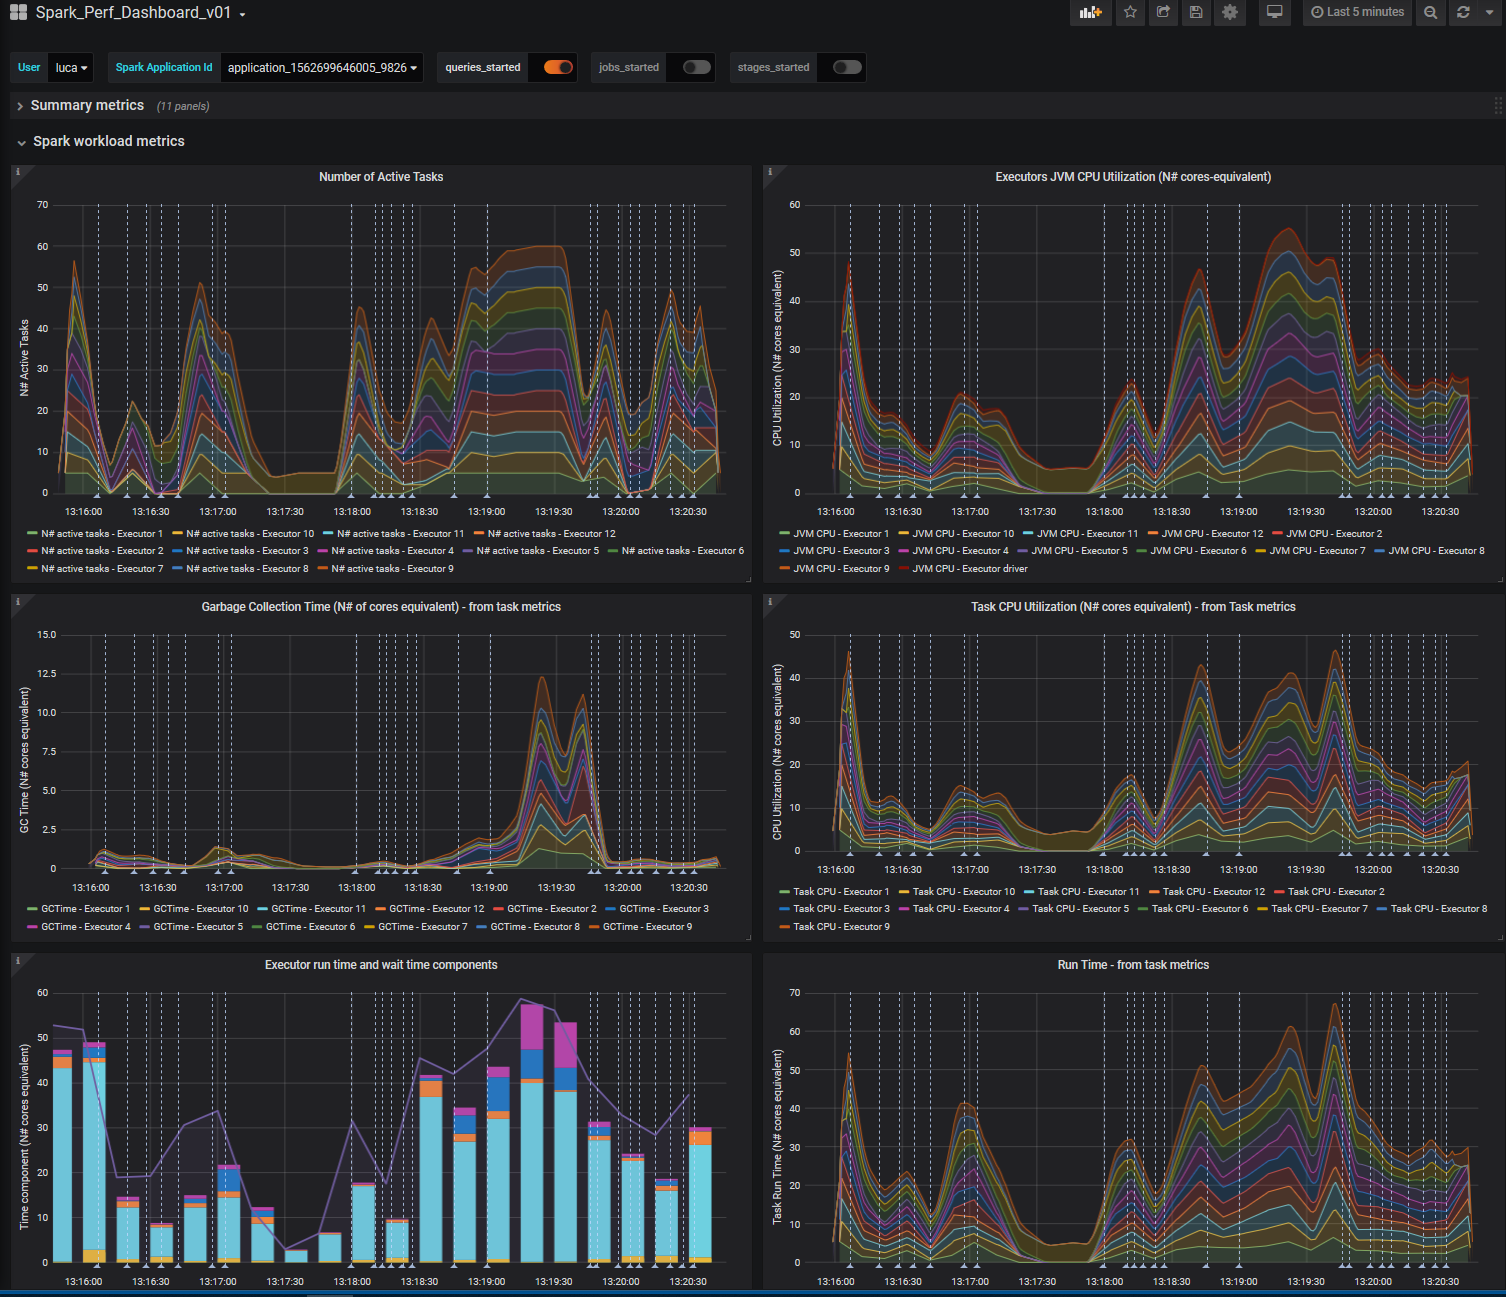 Spark_Perf_Dashboard_v01
Last 5 minutes
User luca Spark Application Id application_1562699646005_9826 queries_started jobs_started stages_started
Summary metrics (11 panels)
Spark workload metrics
Number of Active Tasks
N# Active Tasks
70
60
50
40
30
20
10
0
13:16:00 13:16:30 13:17:00 13:17:30 13:18:00 13:18:30 13:19:00 13:19:30 13:20:00 13:20:30
N# active tasks - Executor 1 N# active tasks - Executor 10 N# active tasks - Executor 11 N# active tasks - Executor 12
N# active tasks - Executor 2 N# active tasks - Executor 3 N# active tasks - Executor 4 N# active tasks - Executor 5 N# active tasks - Executor 6
N# active tasks - Executor 7 N# active tasks - Executor 8 N# active tasks - Executor 9
Executors JVM CPU Utilization (N# cores-equivalent)
CPU Utilization (N# cores equivalent)
60
50
40
30
20
10
0
13:16:00 13:16:30 13:17:00 13:17:30 13:18:00 13:18:30 13:19:00 13:19:30 13:20:00 13:20:30
JVM CPU - Executor 1 JVM CPU - Executor 10 JVM CPU - Executor 11 JVM CPU - Executor 12 JVM CPU - Executor 2
JVM CPU - Executor 3 JVM CPU - Executor 4 JVM CPU - Executor 5 JVM CPU - Executor 6 JVM CPU - Executor 7 JVM CPU - Executor 8
JVM CPU - Executor 9 JVM CPU - Executor driver
Garbage Collection Time (N# of cores equivalent) - from task metrics
GC Time (N# cores equivalent)
15.0
12.5
10.0
7.5
5.0
2.5
0
13:16:00 13:16:30 13:17:00 13:17:30 13:18:00 13:18:30 13:19:00 13:19:30 13:20:00 13:20:30
GCTime - Executor 1 GCTime - Executor 10 GCTime - Executor 11 GCTime - Executor 12 GCTime - Executor 2 GCTime - Executor 3
GCTime - Executor 4 GCTime - Executor 5 GCTime - Executor 6 GCTime - Executor 7 GCTime - Executor 8 GCTime - Executor 9
Task CPU Utilization (N# cores equivalent) - from Task metrics
CPU Utilization (N# cores equivalent)
50
40
30
20
10
0
13:16:00 13:16:30 13:17:00 13:17:30 13:18:00 13:18:30 13:19:00 13:19:30 13:20:00 13:20:30
Task CPU - Executor 1 Task CPU - Executor 10 Task CPU - Executor 11 Task CPU - Executor 12 Task CPU - Executor 2
Task CPU - Executor 3 Task CPU - Executor 4 Task CPU - Executor 5 Task CPU - Executor 6 Task CPU - Executor 7 Task CPU - Executor 8
Task CPU - Executor 9
Executor run time and wait time components
Time component (N# cores equivalent)
60
50
40
30
20
10
0
13:16:00 13:16:30 13:17:00 13:17:30 13:18:00 13:18:30 13:19:00 13:19:30 13:20:00 13:20:30
Run Time - from task metrics
Task Run Time (N# cores equivalent)
70
60
50
40
30
20
10
0
13:16:00 13:16:30 13:17:00 13:17:30 13:18:00 13:18:30 13:19:00 13:19:30 13:20:00 13:20:30